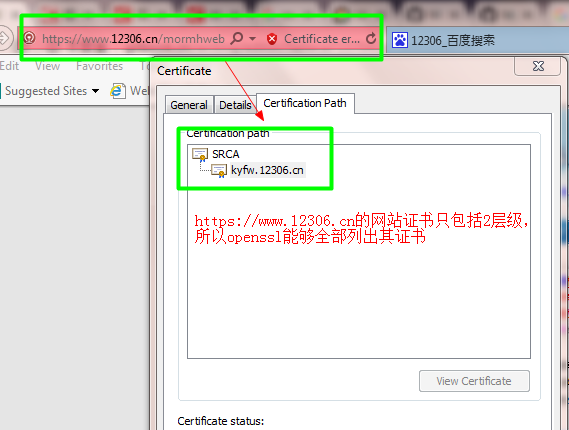 https://www.12306.cn/mormhweb
Certificate er...
12306_百度搜索
Edit View Favorites
Suggested Sites
Web
Certificate
General
Details
Certification Path
Certification path
SRCA
kyfw.12306.cn
https://www.12306.cn的网站证书只包括2层级,
所以openssl能够全部列出其证书
View Certificate
Certificate status: